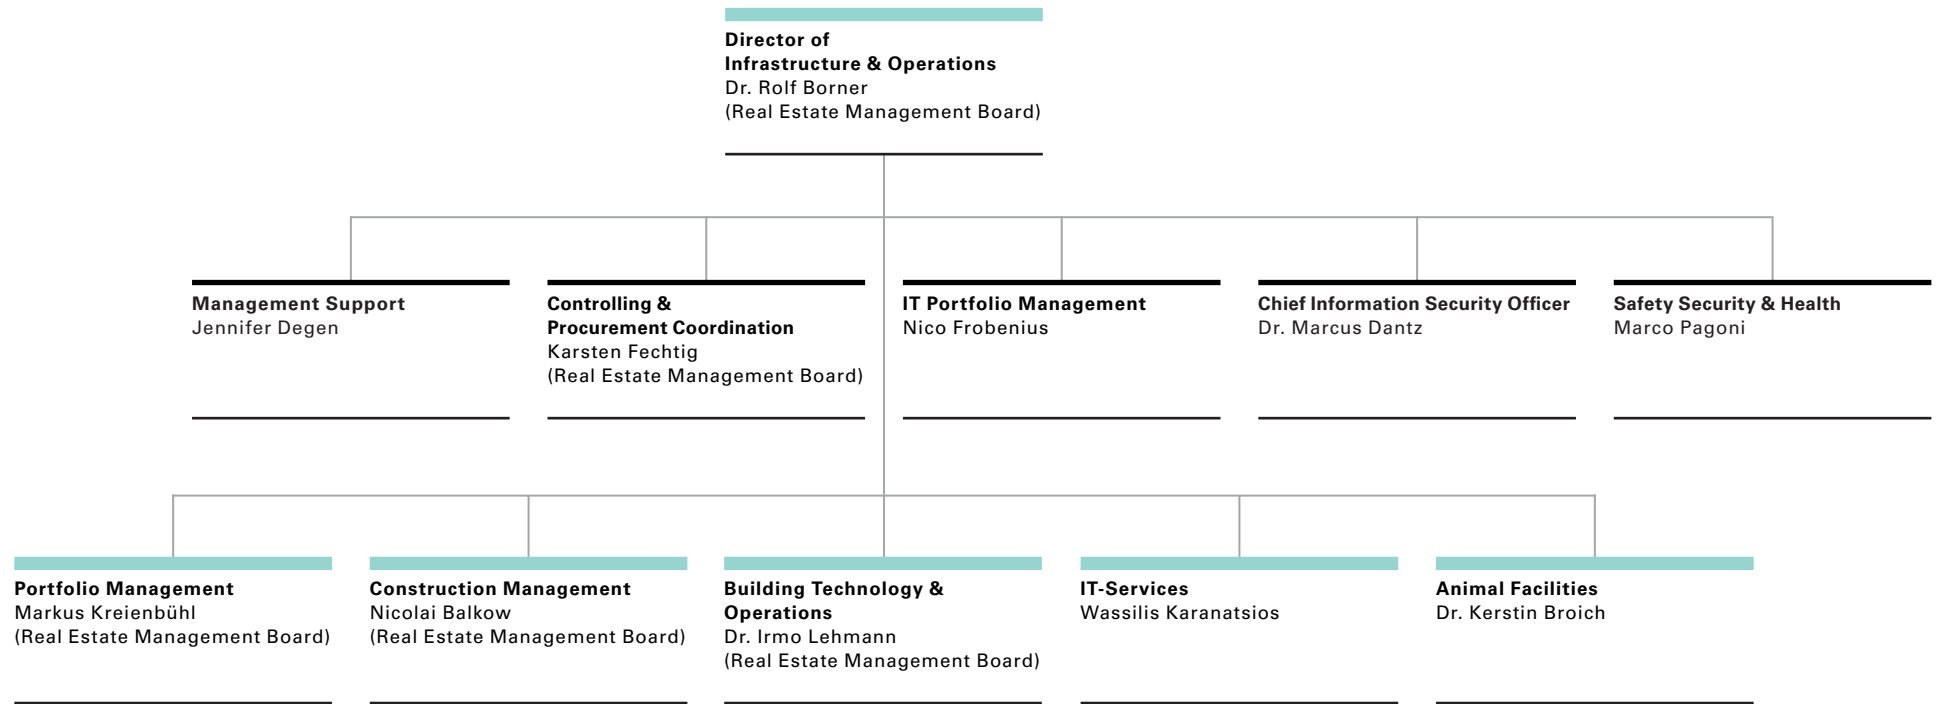 Director of
Infrastructure & Operations
Dr. Rolf Borner
(Real Estate Management Board)
Management Support
Jennifer Degen
Controlling &
Procurement Coordination
Karsten Fechtig
(Real Estate Management Board)
IT Portfolio Management
Nico Frobenius
Chief Information Security Officer
Dr. Marcus Dantz
Safety Security & Health
Marco Pagoni
Portfolio Management
Markus Kreienbühl
(Real Estate Management Board)
Construction Management
Nicolai Balkow
(Real Estate Management Board)
Building Technology &
Operations
Dr. Irmo Lehmann
(Real Estate Management Board)
IT-Services
Wassilis Karanatsios
Animal Facilities
Dr. Kerstin Broich